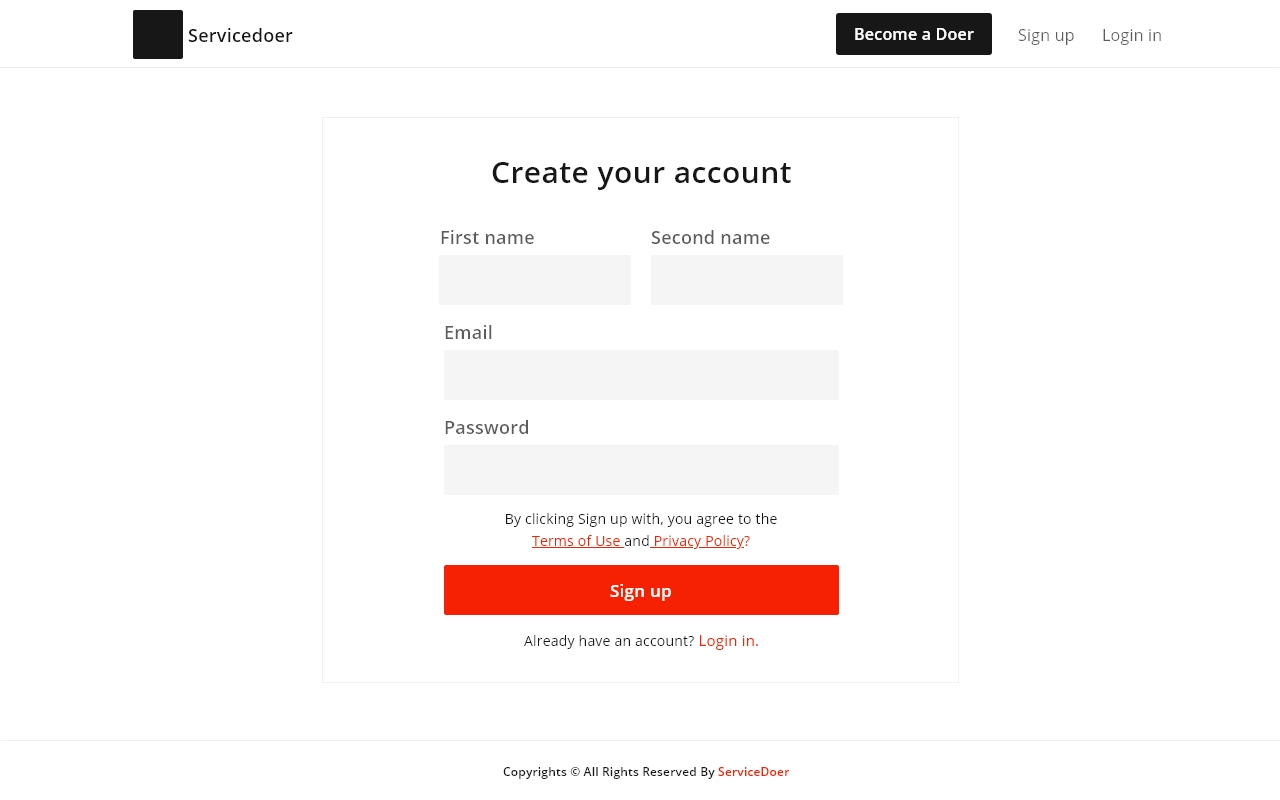 Servicedoer
Become a Doer
Sign up
Login in
Create your account
First name
Second name
Email
Password
By clicking Sign up with, you agree to the
Terms of Use and Privacy Policy?
Sign up
Already have an account? Login in.
Copyrights © All Rights Reserved By ServiceDoer